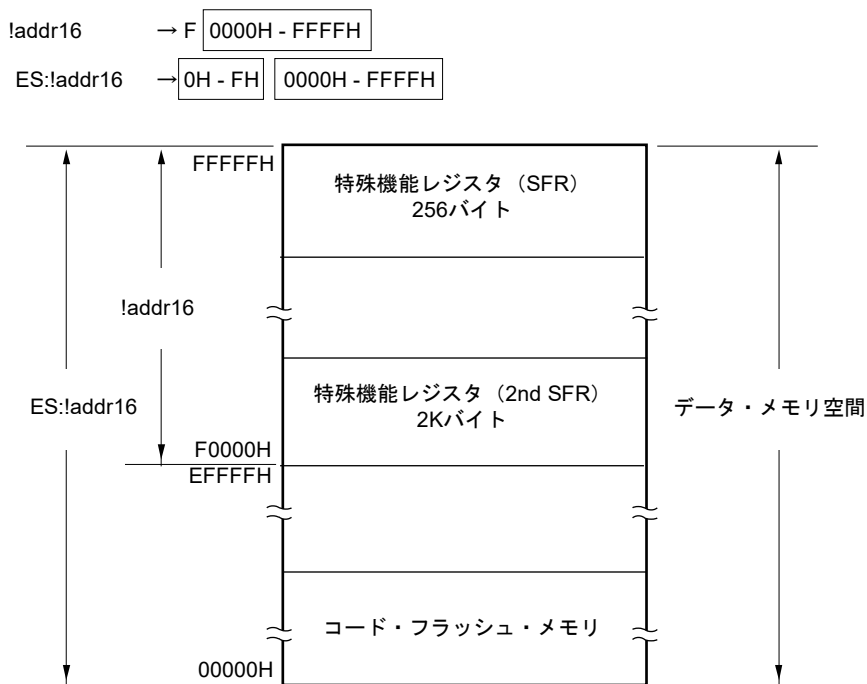 !addr16 → F 0000H - FFFFH
ES:!addr16 → 0H - FH 0000H - FFFFH
FFFFFH
特殊機能レジスタ（SFR）
256バイト
!addr16
特殊機能レジスタ（2nd SFR）
2Kバイト
ES:!addr16
データ・メモリ空間
F0000H
EFFFFH
コード・フラッシュ・メモリ
00000H